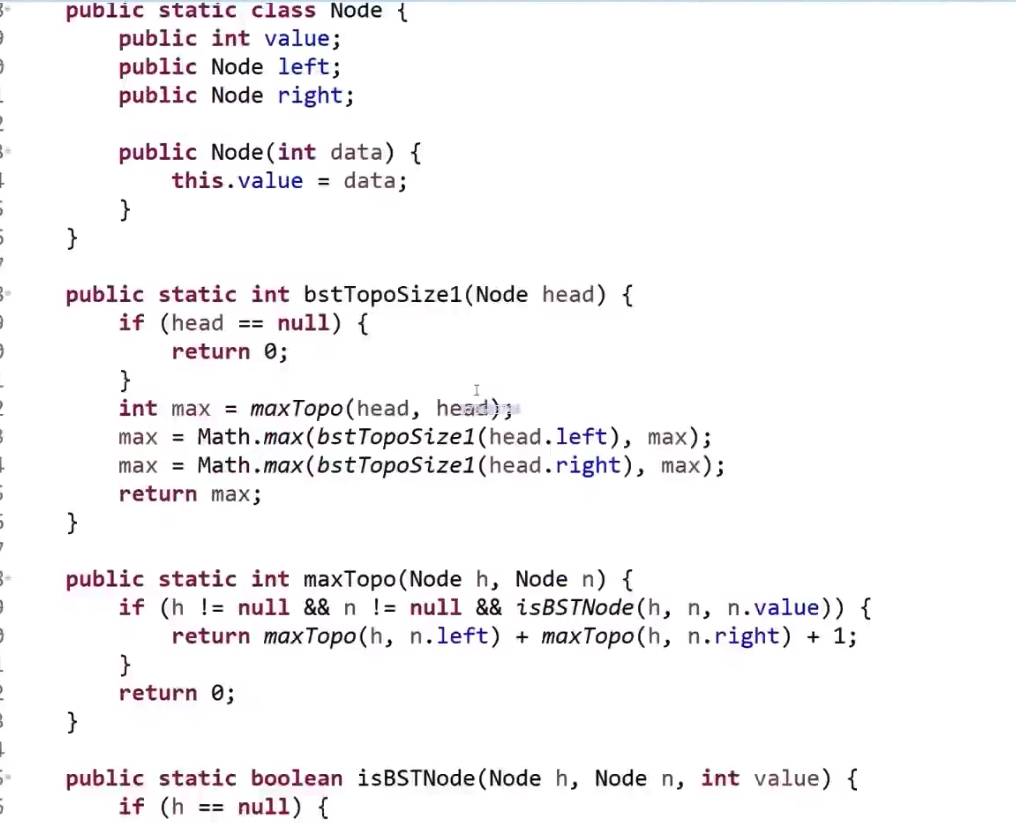 public static class Node {
    public int value;
    public Node left;
    public Node right;

    public Node(int data) {
        this.value = data;
    }
}

public static int bstTopoSize1(Node head) {
    if (head == null) {
        return 0;
    }
    int max = maxTopo(head, head);
    max = Math.max(bstTopoSize1(head.left), max);
    max = Math.max(bstTopoSize1(head.right), max);
    return max;
}

public static int maxTopo(Node h, Node n) {
    if (h != null && n != null && isBSTNode(h, n, n.value)) {
        return maxTopo(h, n.left) + maxTopo(h, n.right) + 1;
    }
    return 0;
}

public static boolean isBSTNode(Node h, Node n, int value) {
    if (h == null) {